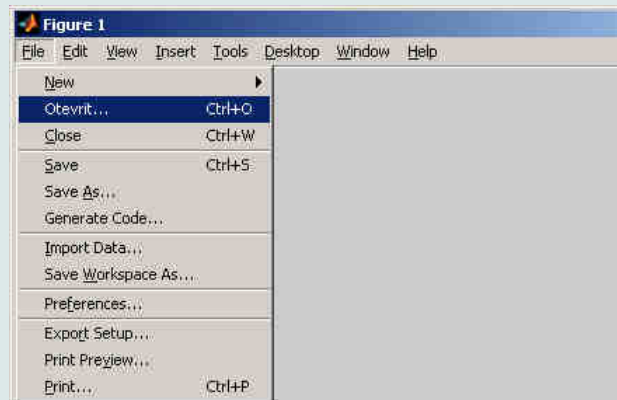 Figure 1
File Edit View Insert Tools Desktop Window Help
New
Otevrit... Ctrl+O
Close Ctrl+W
Save Ctrl+S
Save As...
Generate Code...
Import Data...
Save Workspace As...
Preferences...
Export Setup...
Print Preview...
Print... Ctrl+P